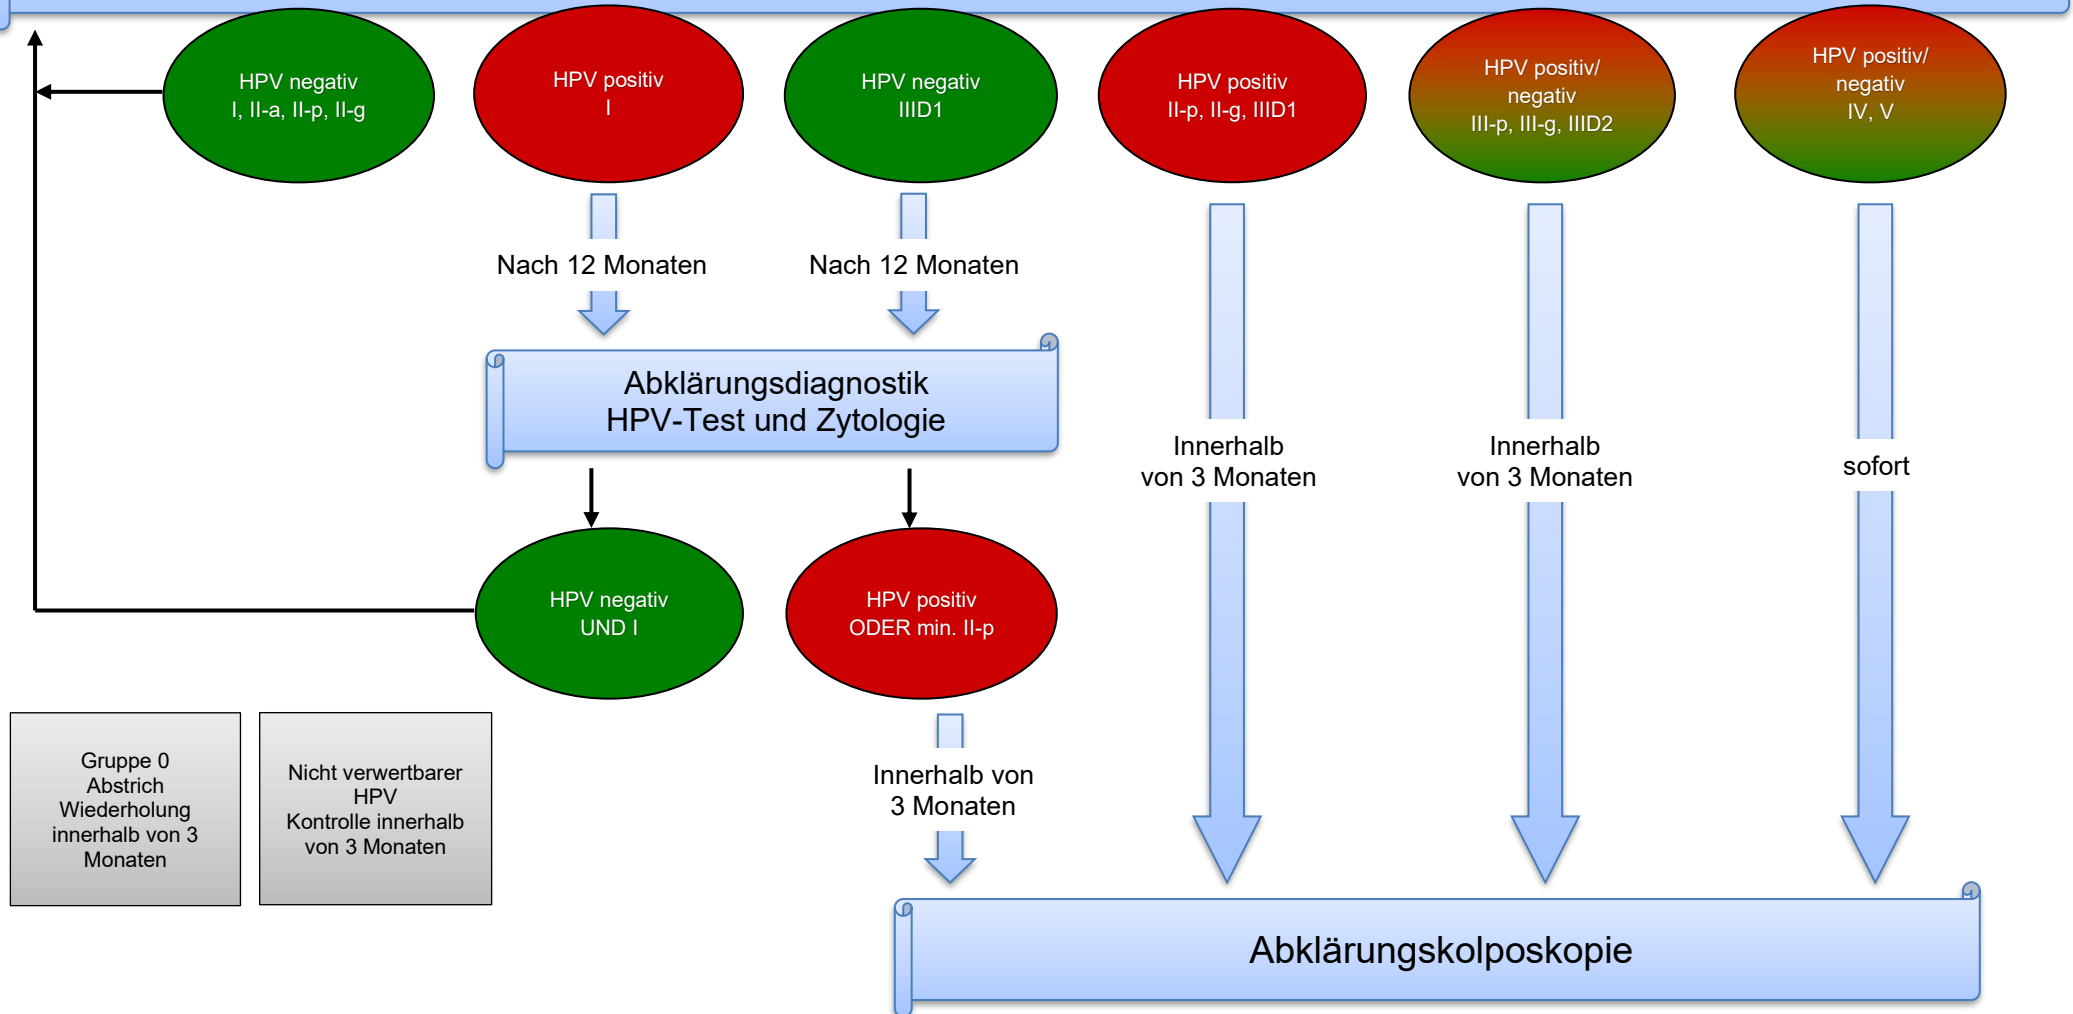 HPV negativ
I, II-a, II-p, II-g
HPV positiv
I
HPV negativ
IIID1
HPV positiv
II-p, II-g, IIID1
HPV positiv/
negativ
III-p, III-g, IIID2
HPV positiv/
negativ
IV, V
Nach 12 Monaten
Nach 12 Monaten
Abklärungsdiagnostik
HPV-Test und Zytologie
Innerhalb
von 3 Monaten
Innerhalb
von 3 Monaten
sofort
HPV negativ
UND I
HPV positiv
ODER min. II-p
Gruppe 0
Abstrich
Wiederholung
innerhalb von 3
Monaten
Nicht verwertbarer
HPV
Kontrolle innerhalb
von 3 Monaten
Innerhalb von
3 Monaten
Abklärungskolposkopie